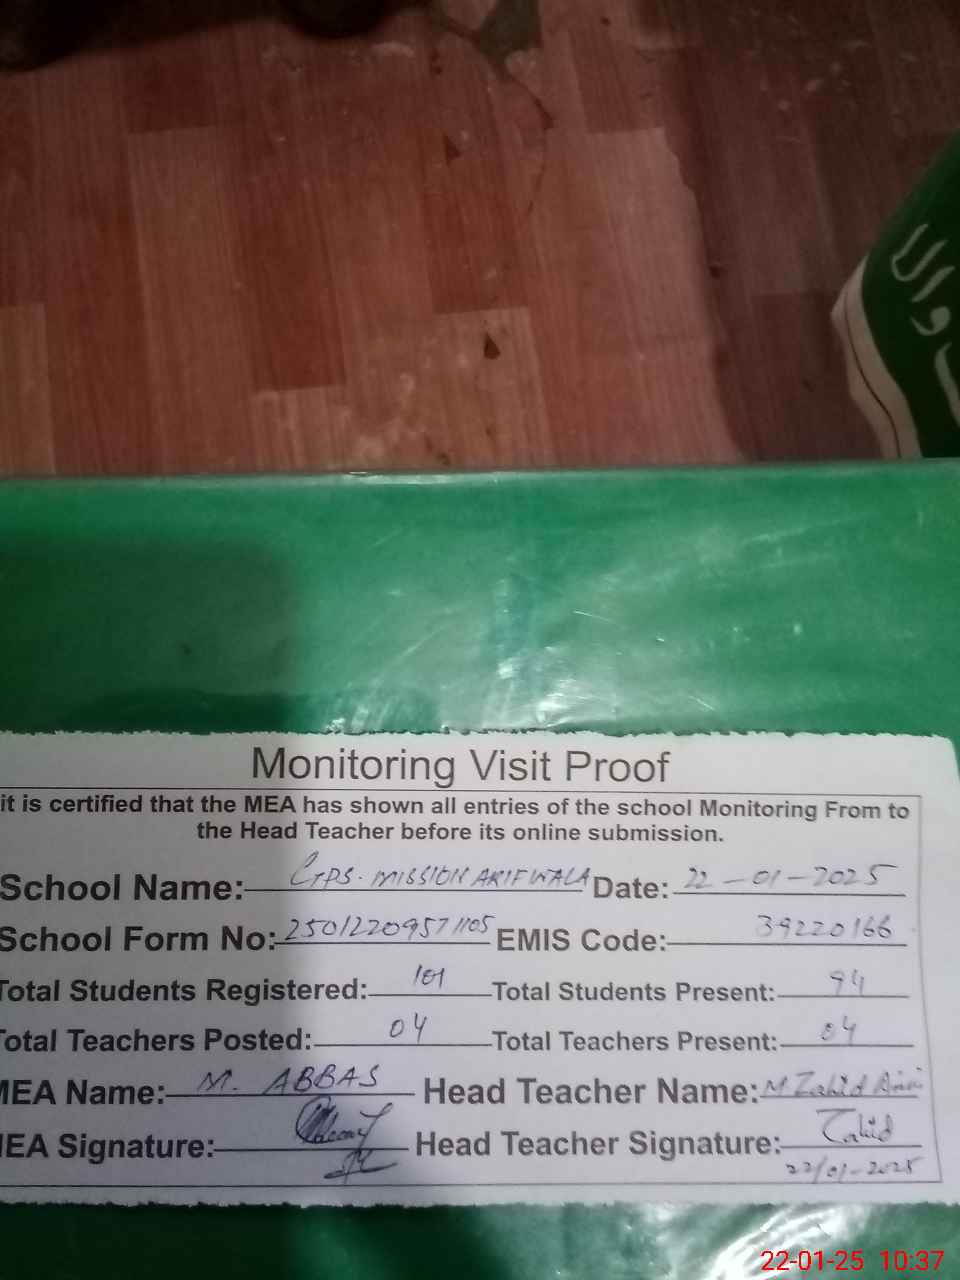 والا
Monitoring Visit Proof
it is certified that the MEA has shown all entries of the school Monitoring From to
the Head Teacher before its online submission.
School Name: GPS. MISSION ARIFWALA Date: 22-01-2025
School Form No: EMIS Code: 39220166
Total Students Registered: 101 Total Students Present: 94
Total Teachers Posted: 04 Total Teachers Present: 04
MEA Name: M. ABBAS Head Teacher Name: M Zahid
MEA Signature: Head Teacher Signature: Zahid
22/01-2025
22-01-25 10:37